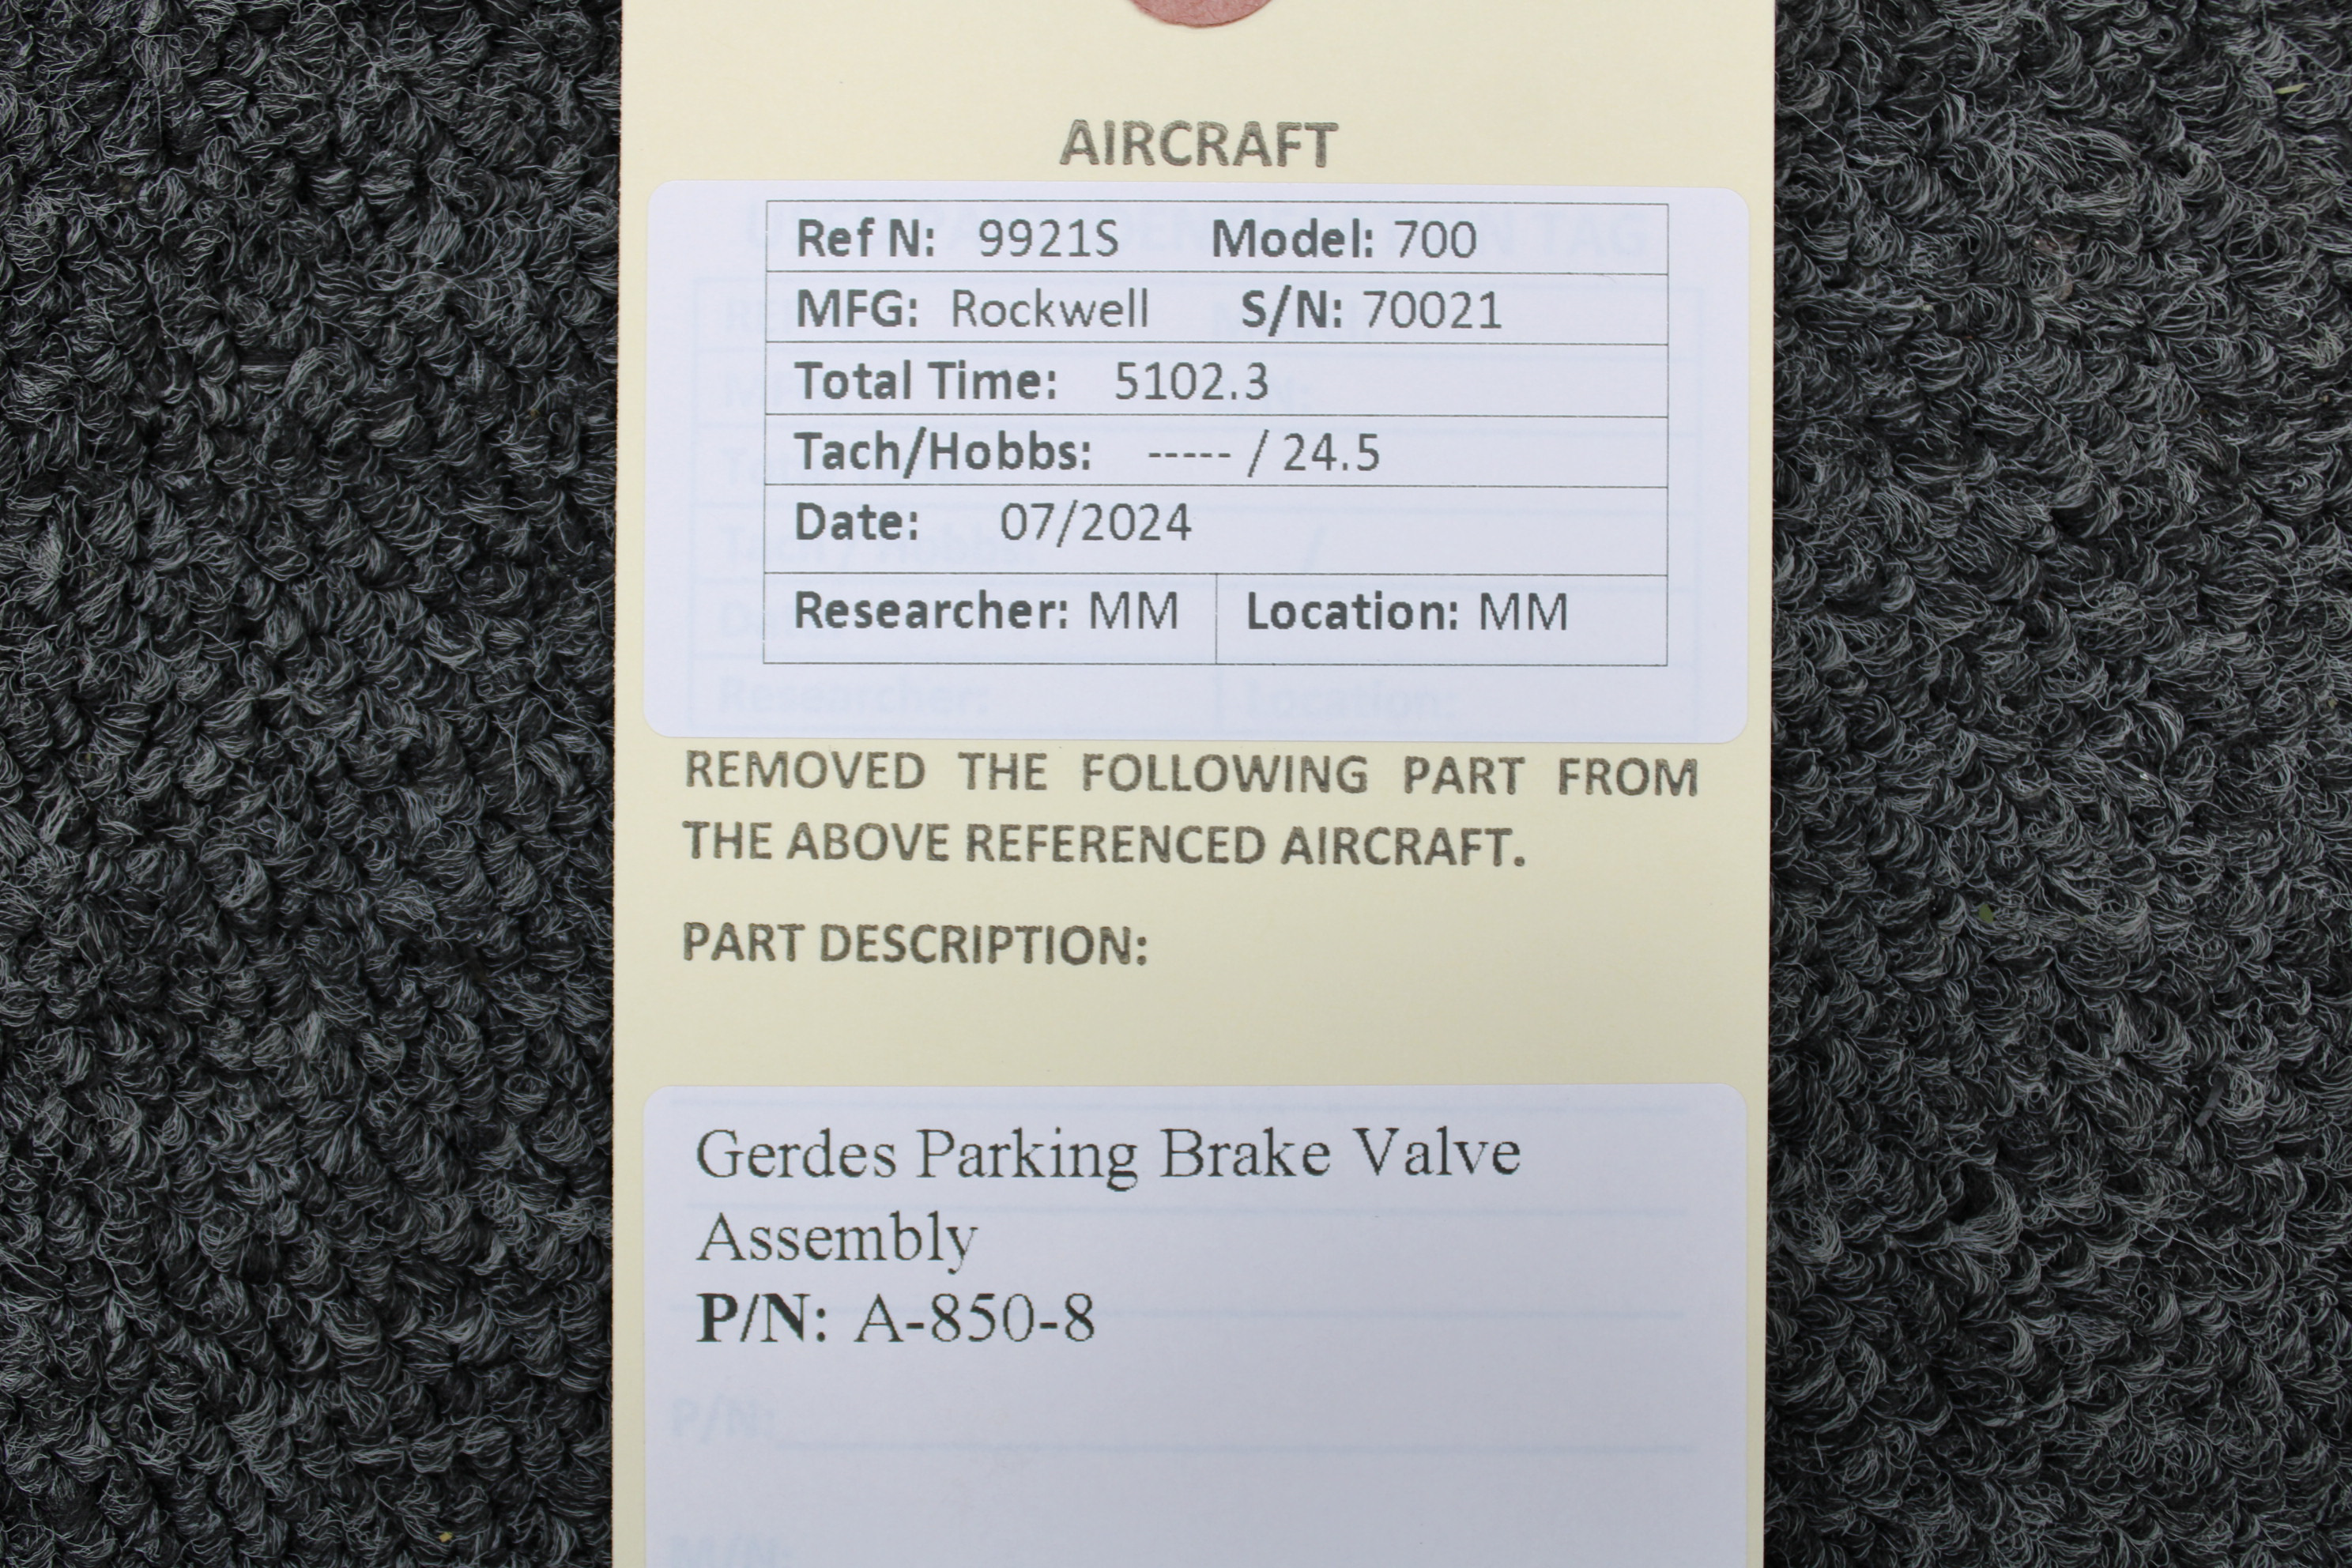 AIRCRAFT
Ref N: 9921S Model: 700
MFG: Rockwell S/N: 70021
Total Time: 5102.3
Tach/Hobbs: ----- / 24.5
Date: 07/2024
Researcher: MM Location: MM
Researcher: Location:
REMOVED THE FOLLOWING PART FROM
THE ABOVE REFERENCED AIRCRAFT.
PART DESCRIPTION:
Gerdes Parking Brake Valve
Assembly
P/N: A-850-8
P/N:
M/N: